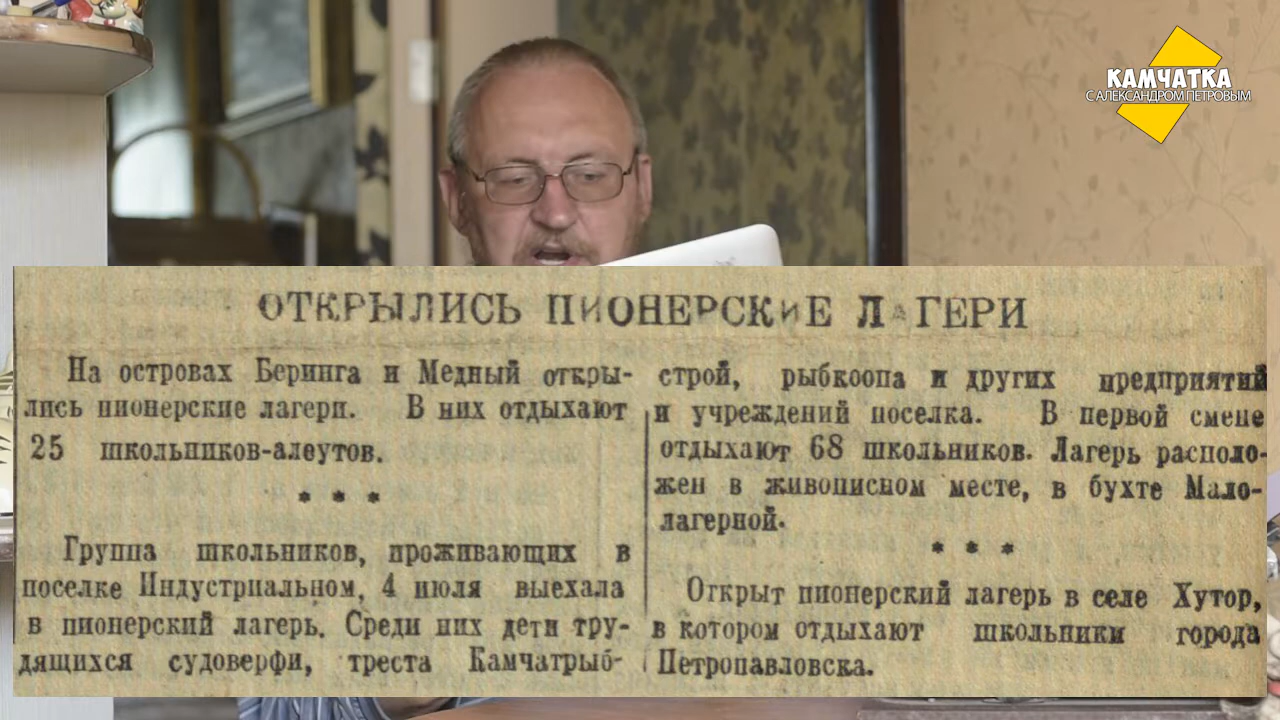 КАМЧАТКА
С АЛЕКСАНДРОМ ПЕТРОВЫМ
ОТКРЫЛИСЬ ПИОНЕРСКИЕ ЛАГЕРИ
На островах Беринга и Медный откры-
лись пионерские лагери. В них отдыхают
25 школьников-алеутов.
* * *
Группа школьников, проживающих в
поселке Индустриальном, 4 июля выехала
в пионерский лагерь. Среди них дети тру-
дящихся судоверфи, треста Камчатрыб-
строй, рыбкоопа и других предприятий
и учреждений поселка. В первой смене
отдыхают 68 школьников. Лагерь располо-
жен в живописном месте, в бухте Мало-
лагерной.
* * *
Открыт пионерский лагерь в селе Хутор,
в котором отдыхают школьники города
Петропавловска.